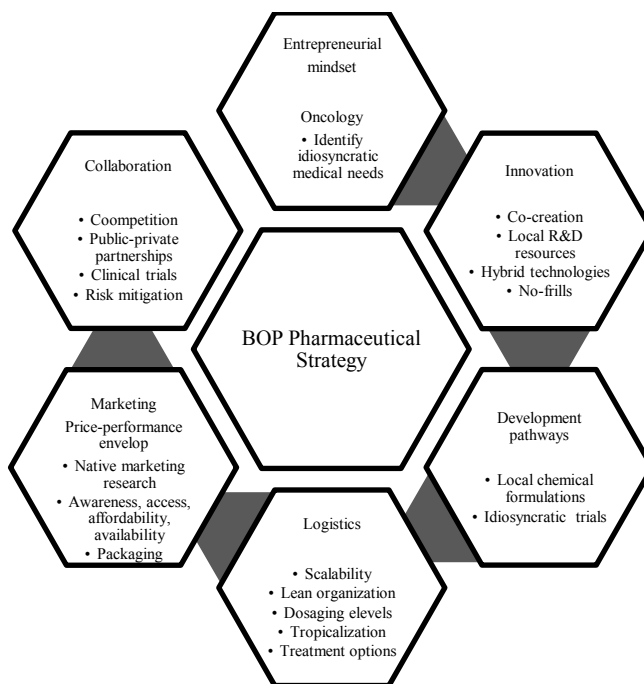 Entrepreneurial
mindset
Oncology
• Identify
idiosyncratic
medical needs
Innovation
• Co-creation
• Local R&D
resources
• Hybrid technologies
• No-frills
Development
pathways
• Local chemical
formulations
• Idiosyncratic trials
Logistics
• Scalability
• Lean organization
• Dosaging elevels
• Tropicalization
• Treatment options
Marketing
Price-performance
envelop
• Native marketing
research
• Awareness, access,
affordability,
availability
• Packaging
Collaboration
• Coompetition
• Public-private
partnerships
• Clinical trials
• Risk mitigation
BOP Pharmaceutical
Strategy